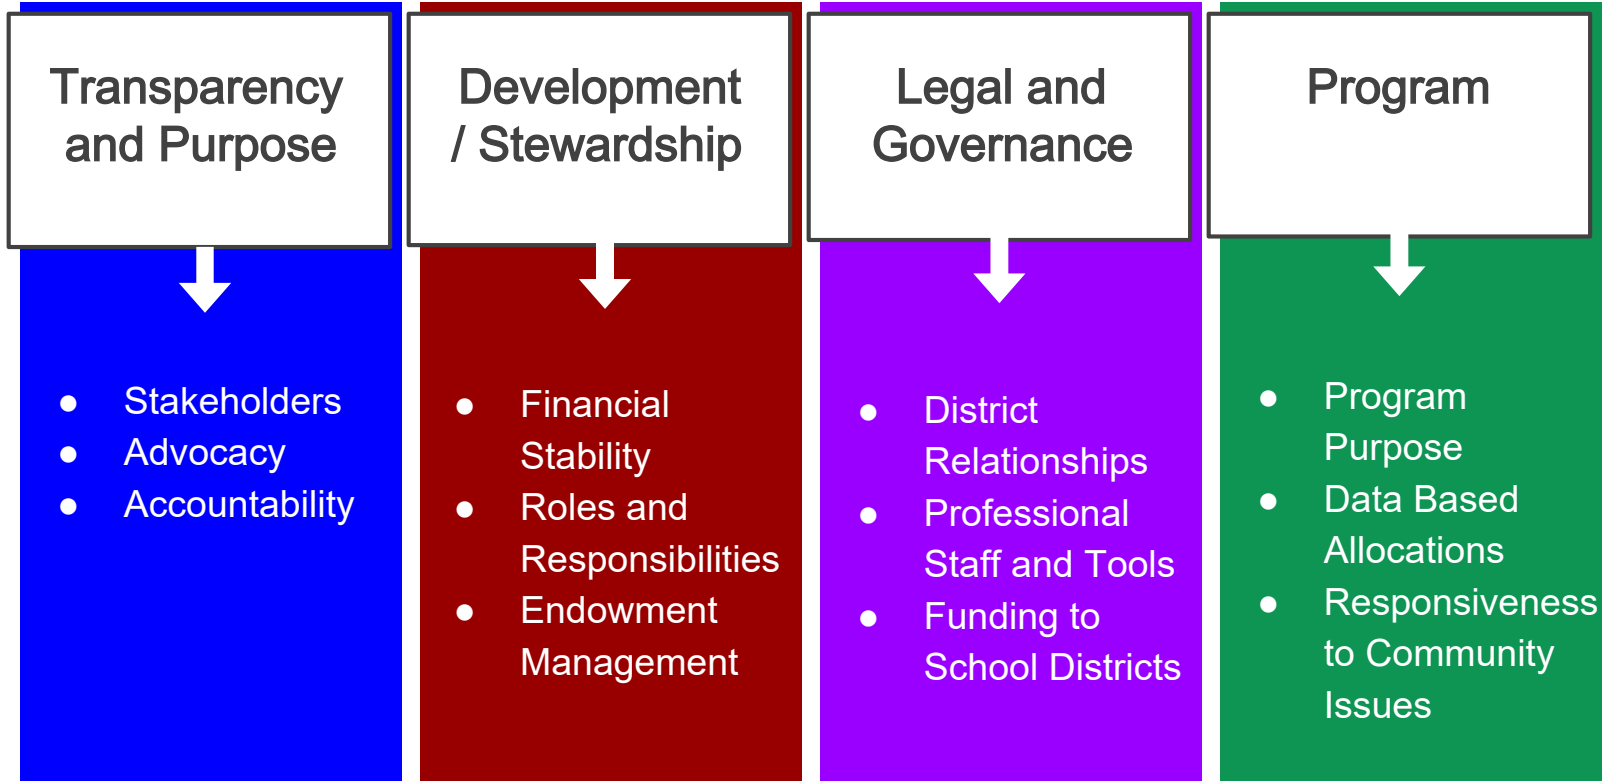 Transparency
and Purpose
● Stakeholders
● Advocacy
● Accountability
Development
/ Stewardship
● Financial
Stability
● Roles and
Responsibilities
● Endowment
Management
Legal and
Governance
● District
Relationships
● Professional
Staff and Tools
● Funding to
School Districts
Program
● Program
Purpose
● Data Based
Allocations
● Responsiveness
to Community
Issues